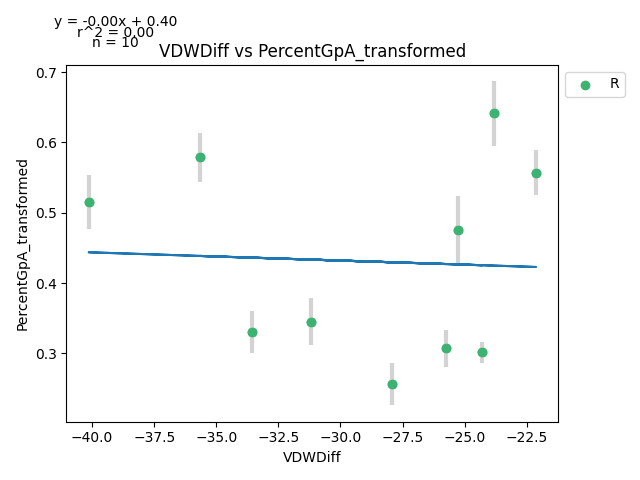 y = -0.00x + 0.40
r^2 = 0.00
n = 10
VDWDiff vs PercentGpA_transformed
R
PercentGpA_transformed
0.7
0.6
0.5
0.4
0.3
−40.0 −37.5 −35.0 −32.5 −30.0 −27.5 −25.0 −22.5
VDWDiff